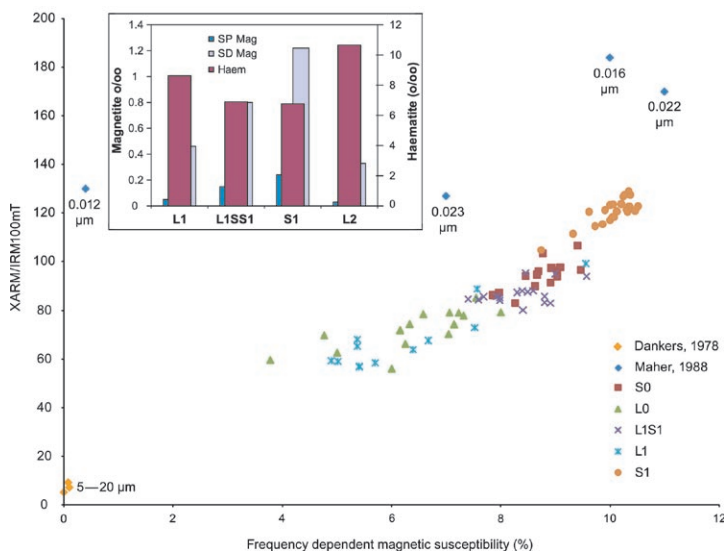 200
180
160
140
120
100
80
60
40
20
0
XARM/IRM100mT
0
2
4
6
8
10
12
Frequency dependent magnetic susceptibility (%)
1.4
1.2
1
0.8
0.6
0.4
0.2
0
Magnetite o/oo
SP Mag
SD Mag
Haem
12
10
8
6
4
2
0
Haematite (o/oo)
L1
L1SS1
S1
L2
0.012
µm
0.023
µm
0.016
µm
0.022
µm
5—20 µm
Dankers, 1978
Maher, 1988
S0
L0
L1S1
L1
S1